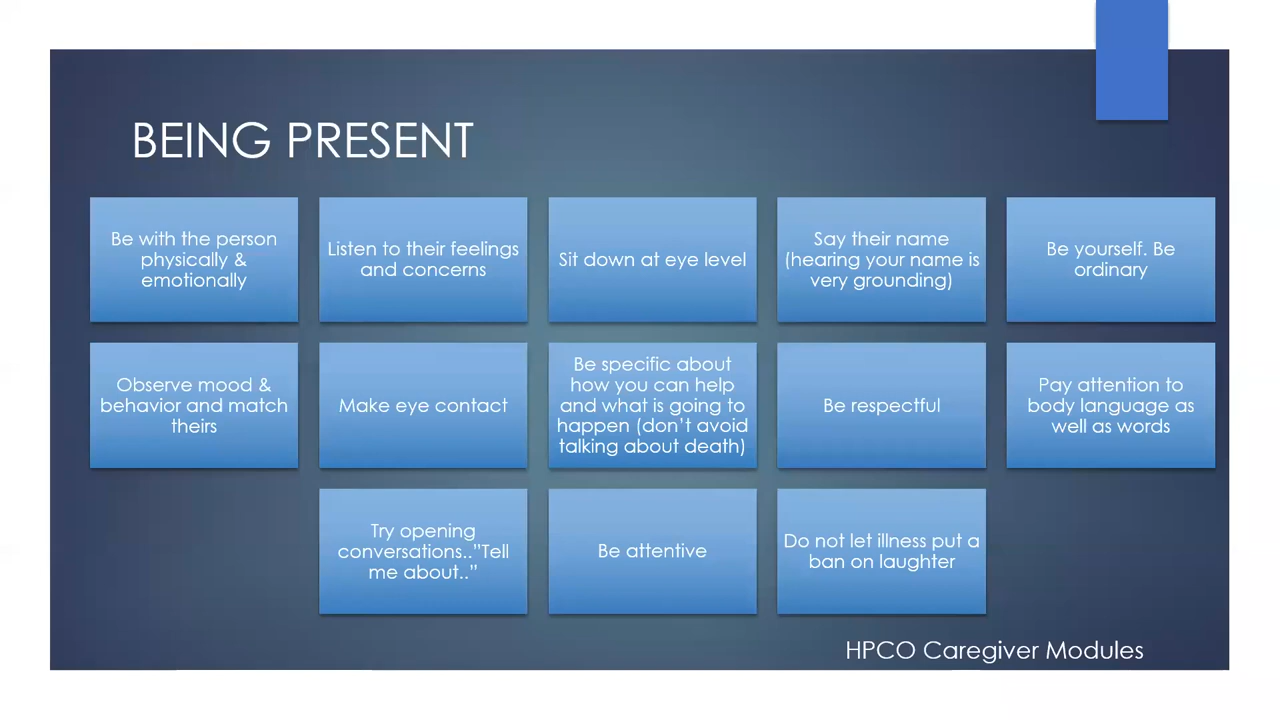 BEING PRESENT
Be with the person
physically &
emotionally
Listen to their feelings
and concerns
Sit down at eye level
Say their name
(hearing your name is
very grounding)
Be yourself. Be
ordinary
Observe mood &
behavior and match
theirs
Make eye contact
Be specific about
how you can help
and what is going to
happen (don’t avoid
talking about death)
Be respectful
Pay attention to
body language as
well as words
Try opening
conversations..”Tell
me about..”
Be attentive
Do not let illness put a
ban on laughter
HPCO Caregiver Modules